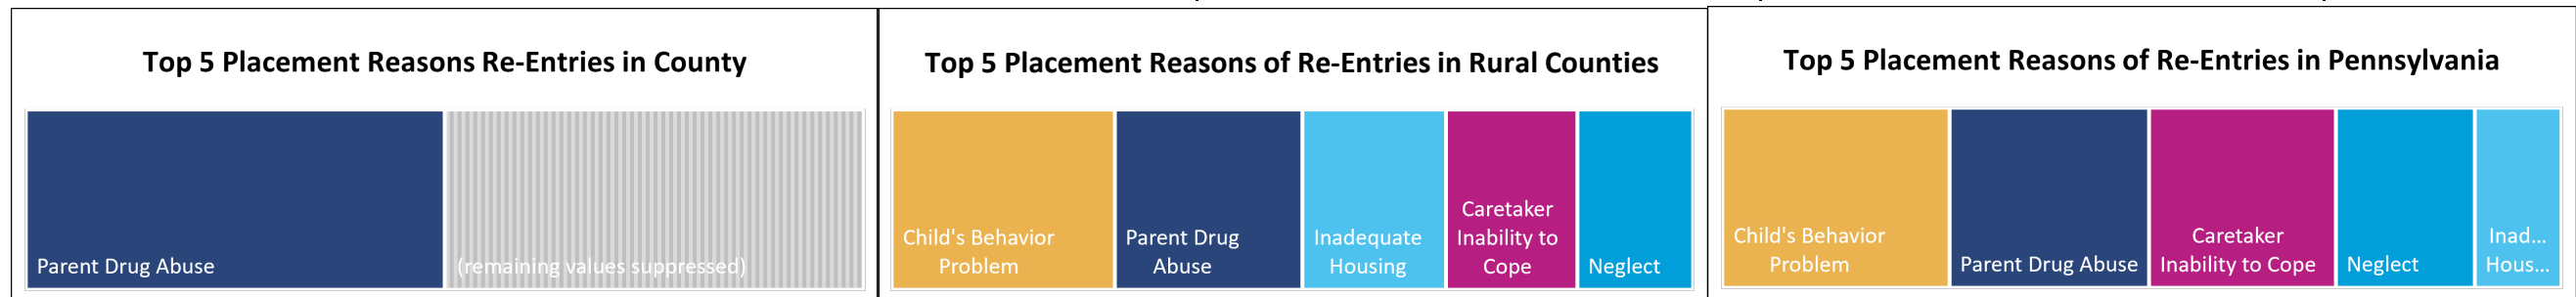 Top 5 Placement Reasons Re-Entries in County
Parent Drug Abuse
(remaining values suppressed)
Top 5 Placement Reasons of Re-Entries in Rural Counties
Child's Behavior
Problem
Parent Drug
Abuse
Inadequate
Housing
Caretaker
Inability to
Cope
Neglect
Top 5 Placement Reasons of Re-Entries in Pennsylvania
Child's Behavior
Problem
Parent Drug Abuse
Caretaker
Inability to Cope
Neglect
Inad...
Hous...